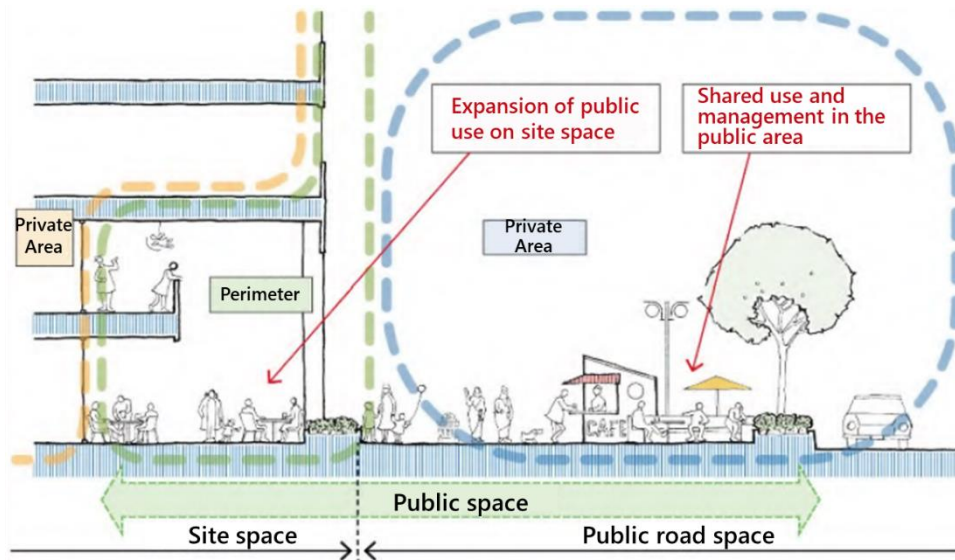 Expansion of public
use on site space
Shared use and
management in the
public area
Private
Area
Private
Area
Perimeter
CAFE
Public space
Site space
Public road space